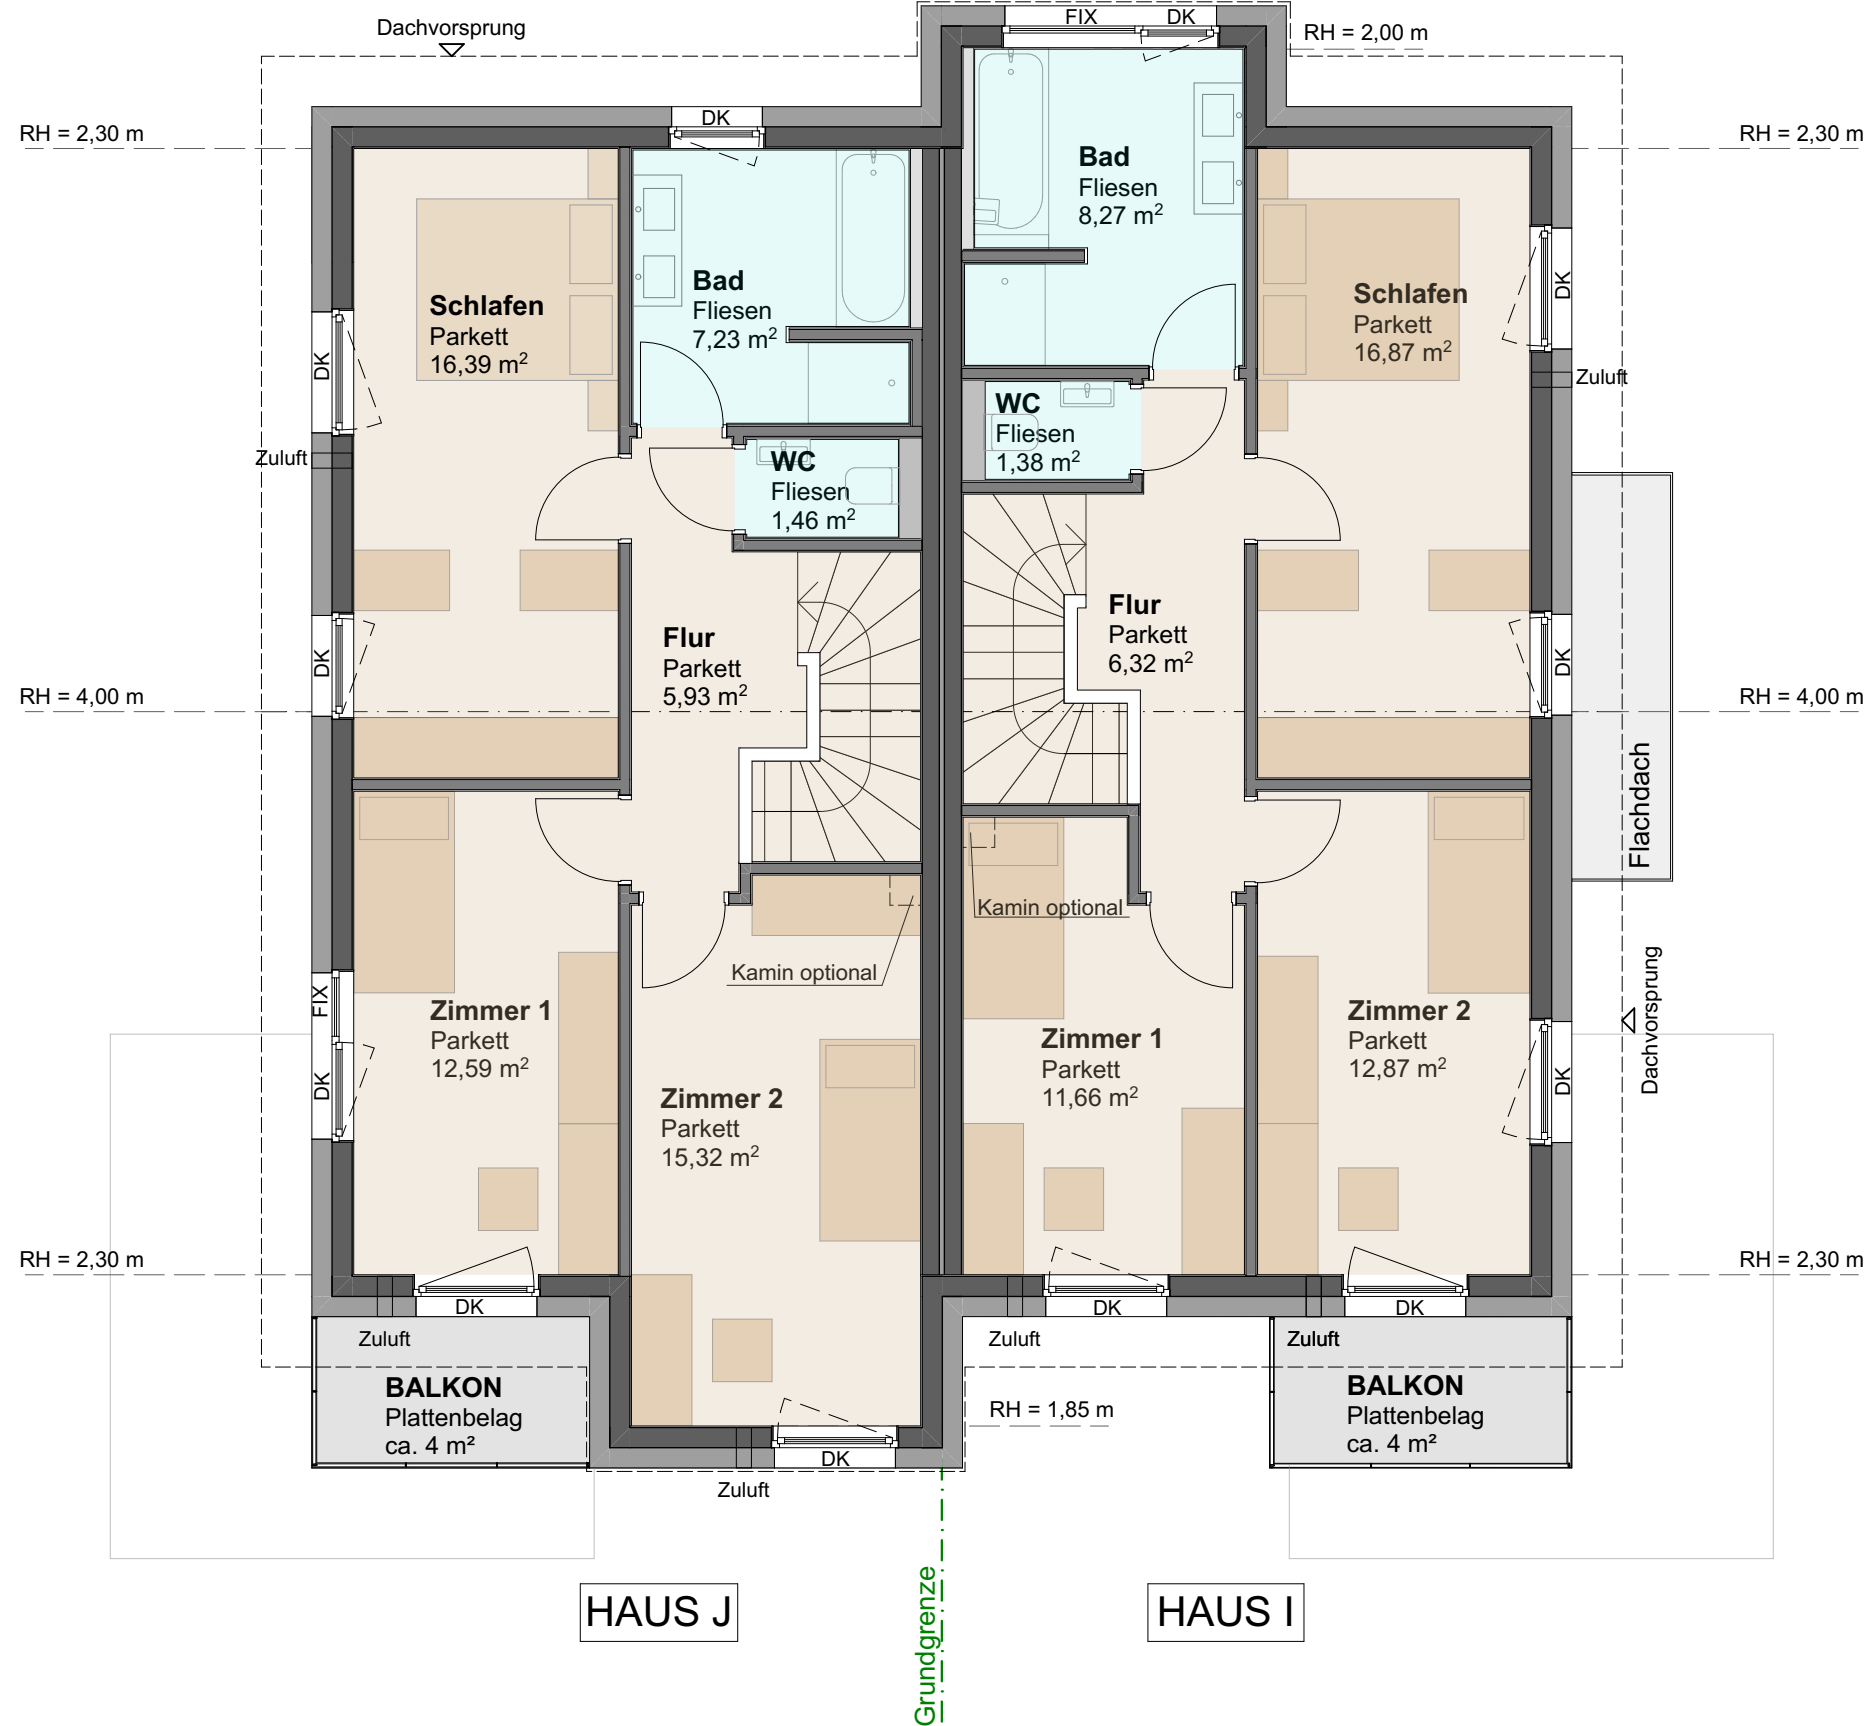 FIX
DK
Dachvorsprung
RH = 2,00 m
DK
RH = 2,30 m
RH = 2,30 m
Bad
Fliesen
8,27 m²
Bad
Fliesen
7,23 m²
Schlafen
Parkett
16,39 m²
Schlafen
Parkett
16,87 m²
DK
DK
Zuluft
Zuluft
WC
Fliesen
1,38 m²
WC
Fliesen
1,46 m²
Flur
Parkett
6,32 m²
Flur
Parkett
5,93 m²
DK
DK
RH = 4,00 m
RH = 4,00 m
Flachdach
Kamin optional
Kamin optional
FIX
DK
Zimmer 1
Parkett
12,59 m²
Zimmer 2
Parkett
15,32 m²
Zimmer 1
Parkett
11,66 m²
Zimmer 2
Parkett
12,87 m²
DK
Dachvorsprung
RH = 2,30 m
RH = 2,30 m
DK
DK
DK
Zuluft
Zuluft
Zuluft
BALKON
Plattenbelag
ca. 4 m²
BALKON
Plattenbelag
ca. 4 m²
RH = 1,85 m
DK
Zuluft
HAUS J
Grundgrenze
HAUS I